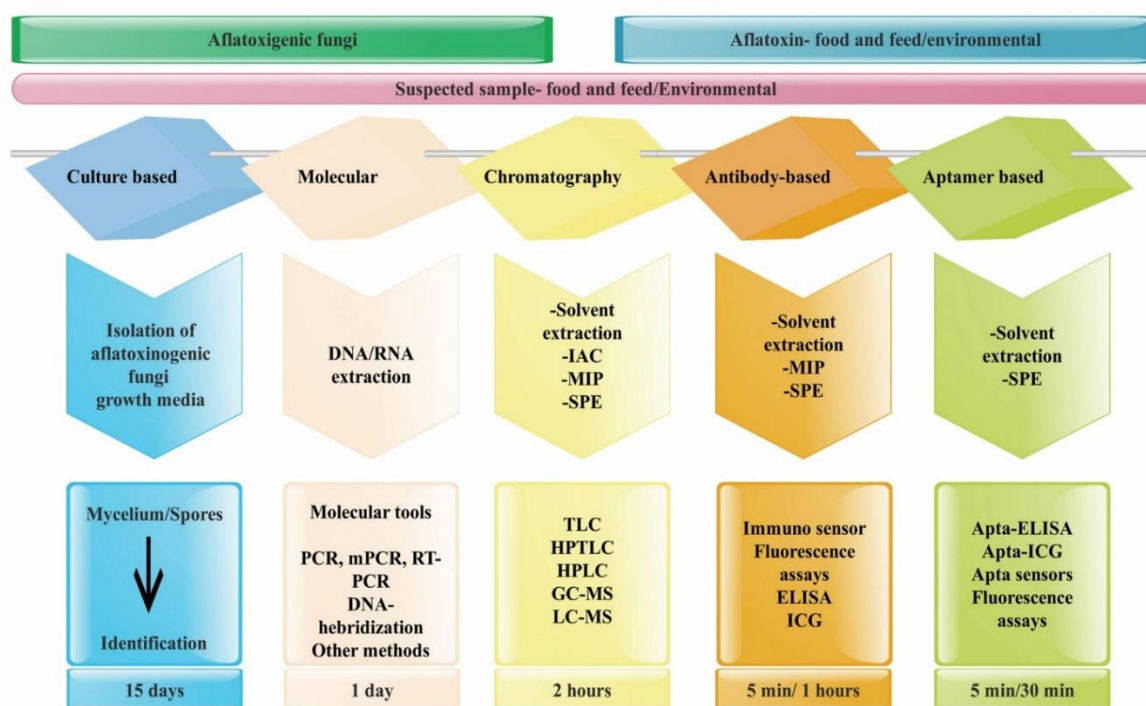 Aflatoxigenic fungi
Aflatoxin- food and feed/environmental
Suspected sample- food and feed/Environmental
Culture based
Molecular
Chromatography
Antibody-based
Aptamer based
Isolation of
aflatoxinogenic
fungi
growth media
DNA/RNA
extraction
-Solvent
extraction
-IAC
-MIP
-SPE
-Solvent
extraction
-MIP
-SPE
-Solvent
extraction
-SPE
Mycelium/Spores
Identification
Molecular tools
PCR, mPCR, RT-
PCR
DNA-
hebridization
Other methods
TLC
HPTLC
HPLC
GC-MS
LC-MS
Immuno sensor
Fluorescence
assays
ELISA
ICG
Apta-ELISA
Apta-ICG
Apta sensors
Fluorescence
assays
15 days
1 day
2 hours
5 min/ 1 hours
5 min/30 min